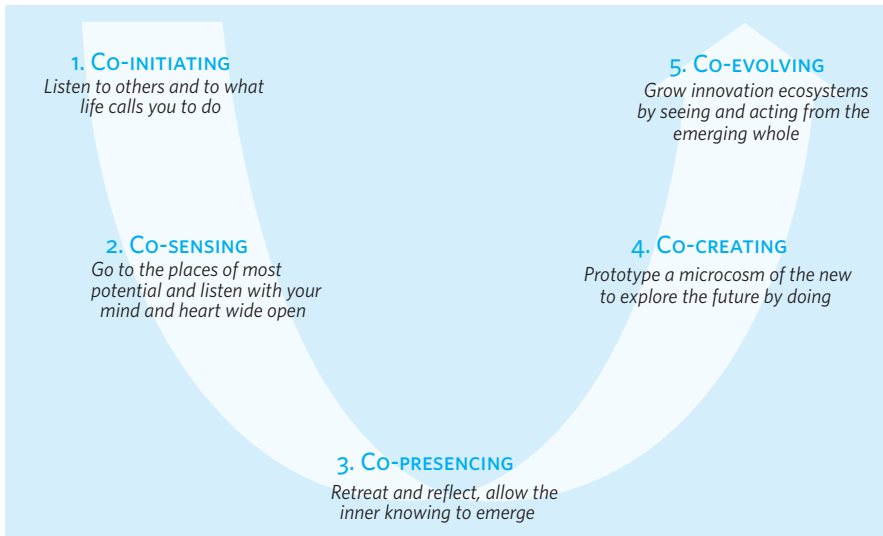 1. Co-initiating
Listen to others and to what
life calls you to do
2. Co-sensing
Go to the places of most
potential and listen with your
mind and heart wide open
3. Co-presencing
Retreat and reflect, allow the
inner knowing to emerge
4. Co-creating
Prototype a microcosm of the new
to explore the future by doing
5. Co-evolving
Grow innovation ecosystems
by seeing and acting from the
emerging whole